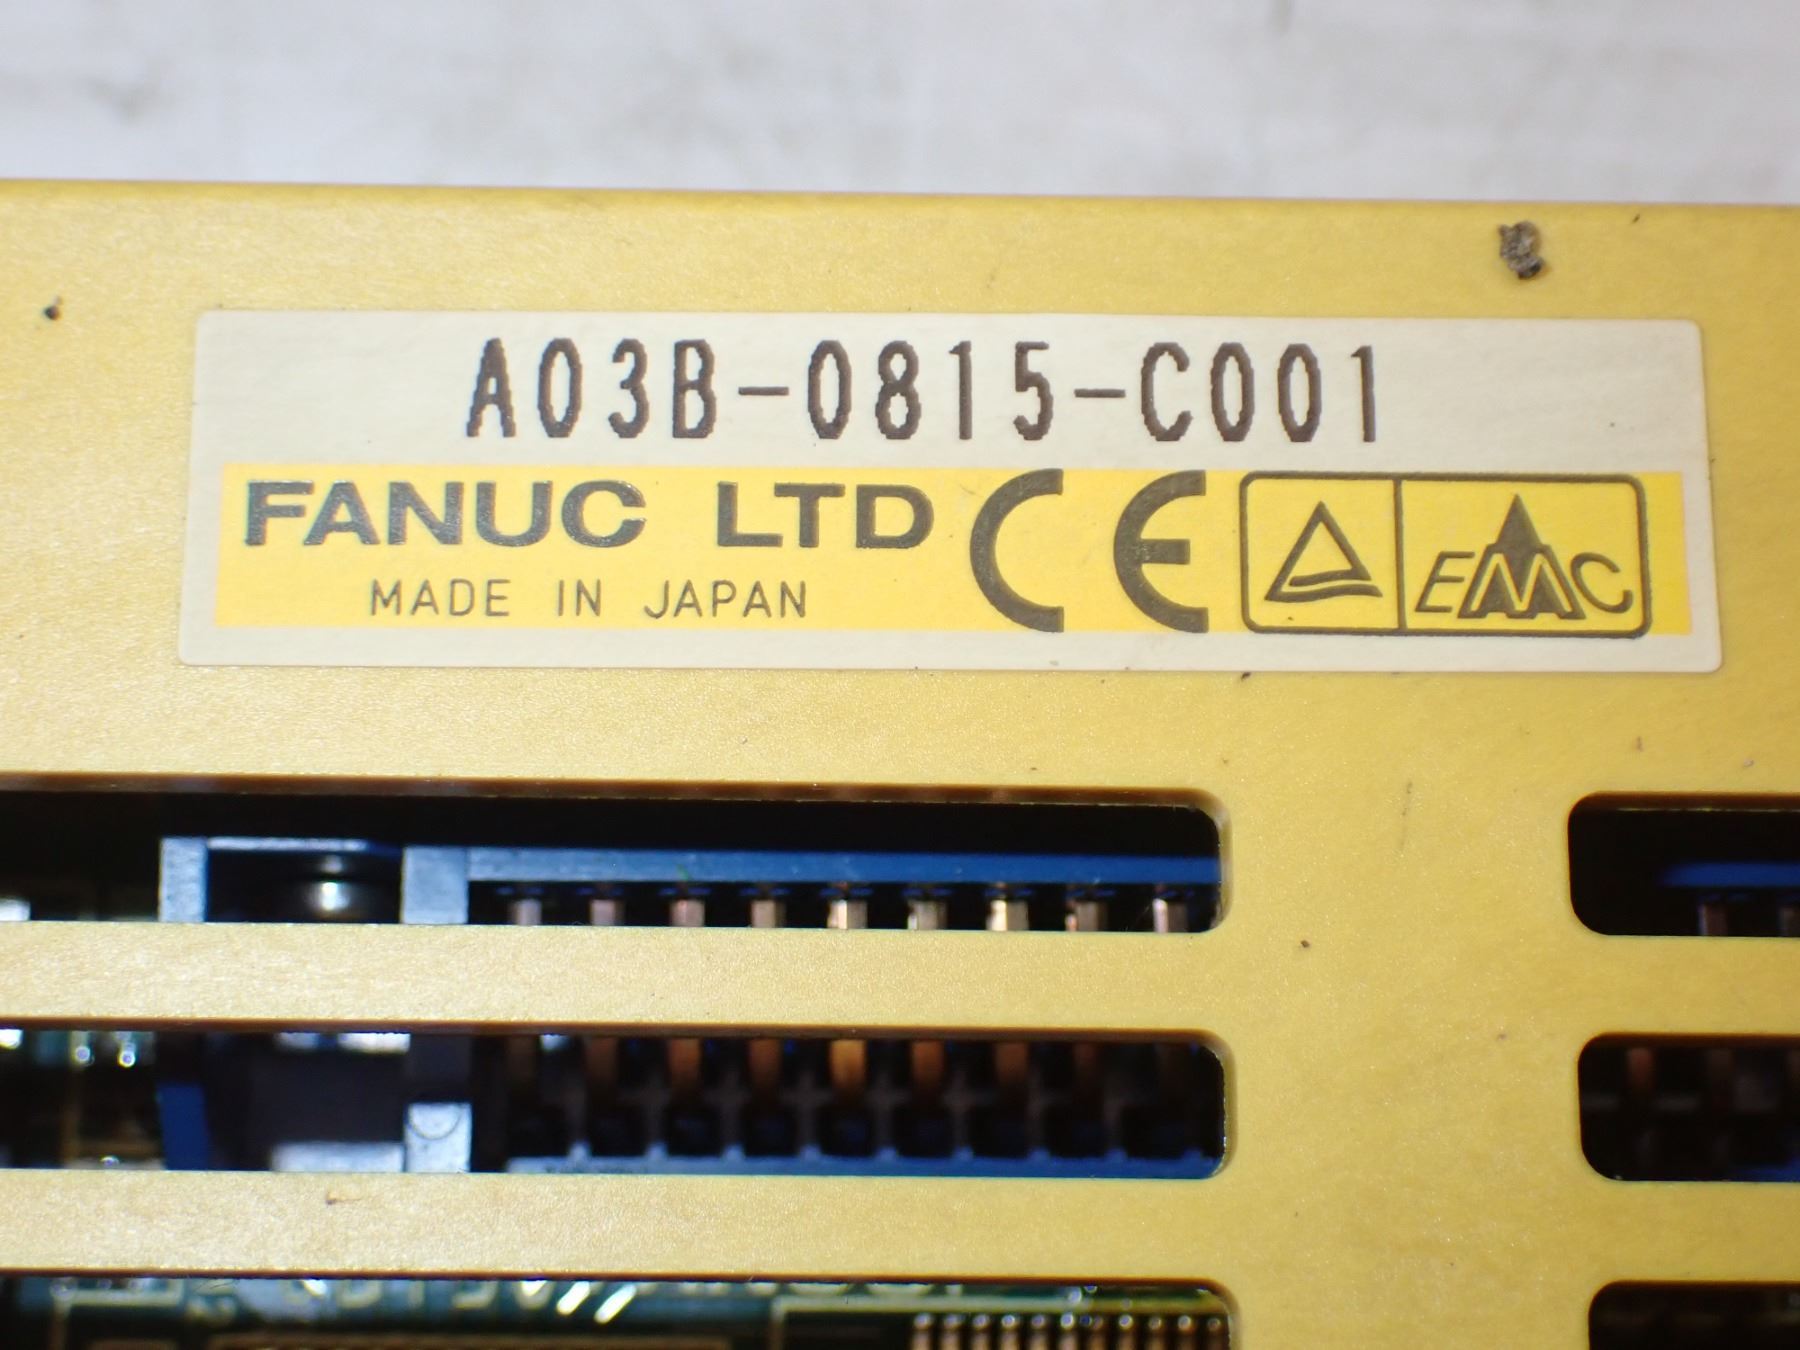 A03B-0815-C001
FANUC LTD CE EMC
MADE IN JAPAN